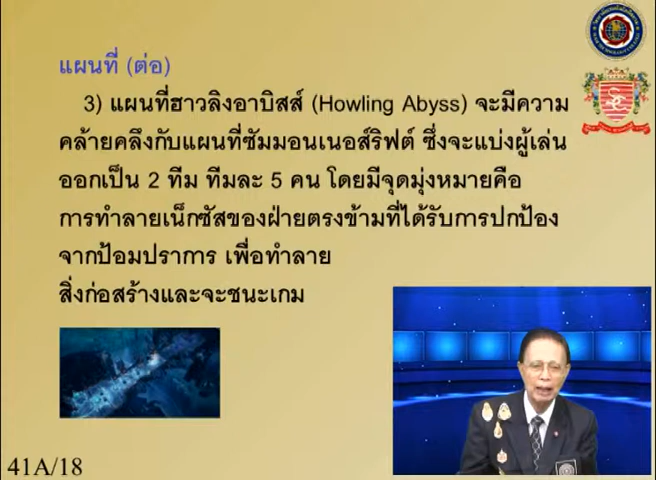 แผนที่ (ต่อ)
3) แผนที่ฮาวลิงอาบิสส์ (Howling Abyss) จะมีความ
คล้ายคลึงกับแผนที่ซัมมอนเนอส์ริฟต์ ซึ่งจะแบ่งผู้เล่น
ออกเป็น 2 ทีม ทีมละ 5 คน โดยมีจุดมุ่งหมายคือ
การทำลายเน็กซัสของฝ่ายตรงข้ามที่ได้รับการปกป้อง
จากป้อมปราการ เพื่อทำลาย
สิ่งก่อสร้างและจะชนะเกม
41A/18